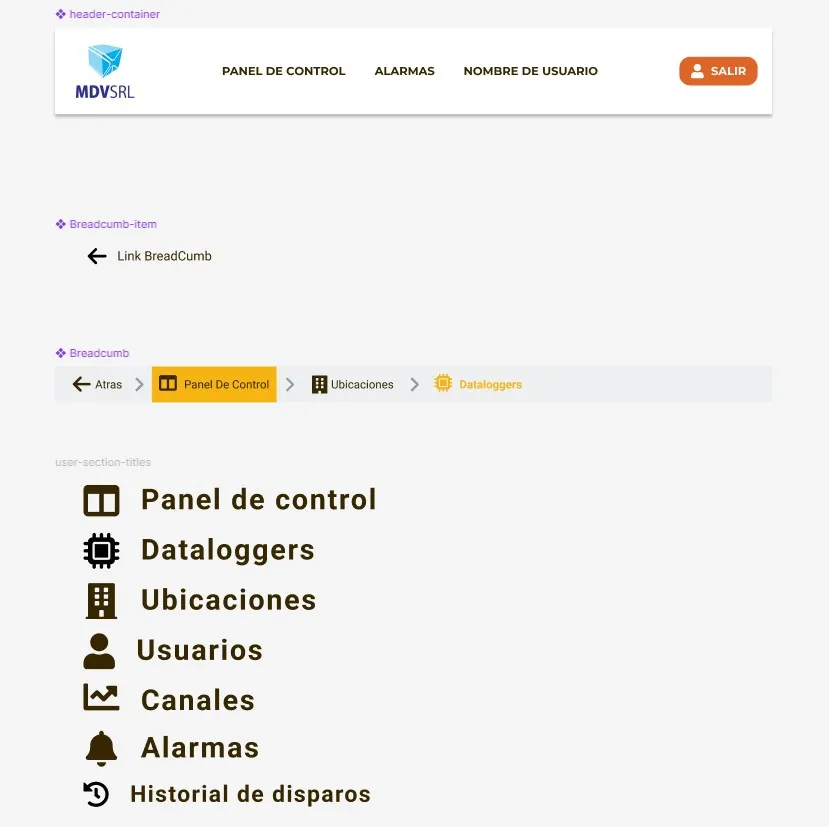 header-container
MDVSRL
PANEL DE CONTROL ALARMAS NOMBRE DE USUARIO SALIR
Breadcumb-item
Link BreadCumb
Breadcumb
Atras Panel De Control Ubicaciones Dataloggers
user-section-titles
Panel de control
Dataloggers
Ubicaciones
Usuarios
Canales
Alarmas
Historial de disparos